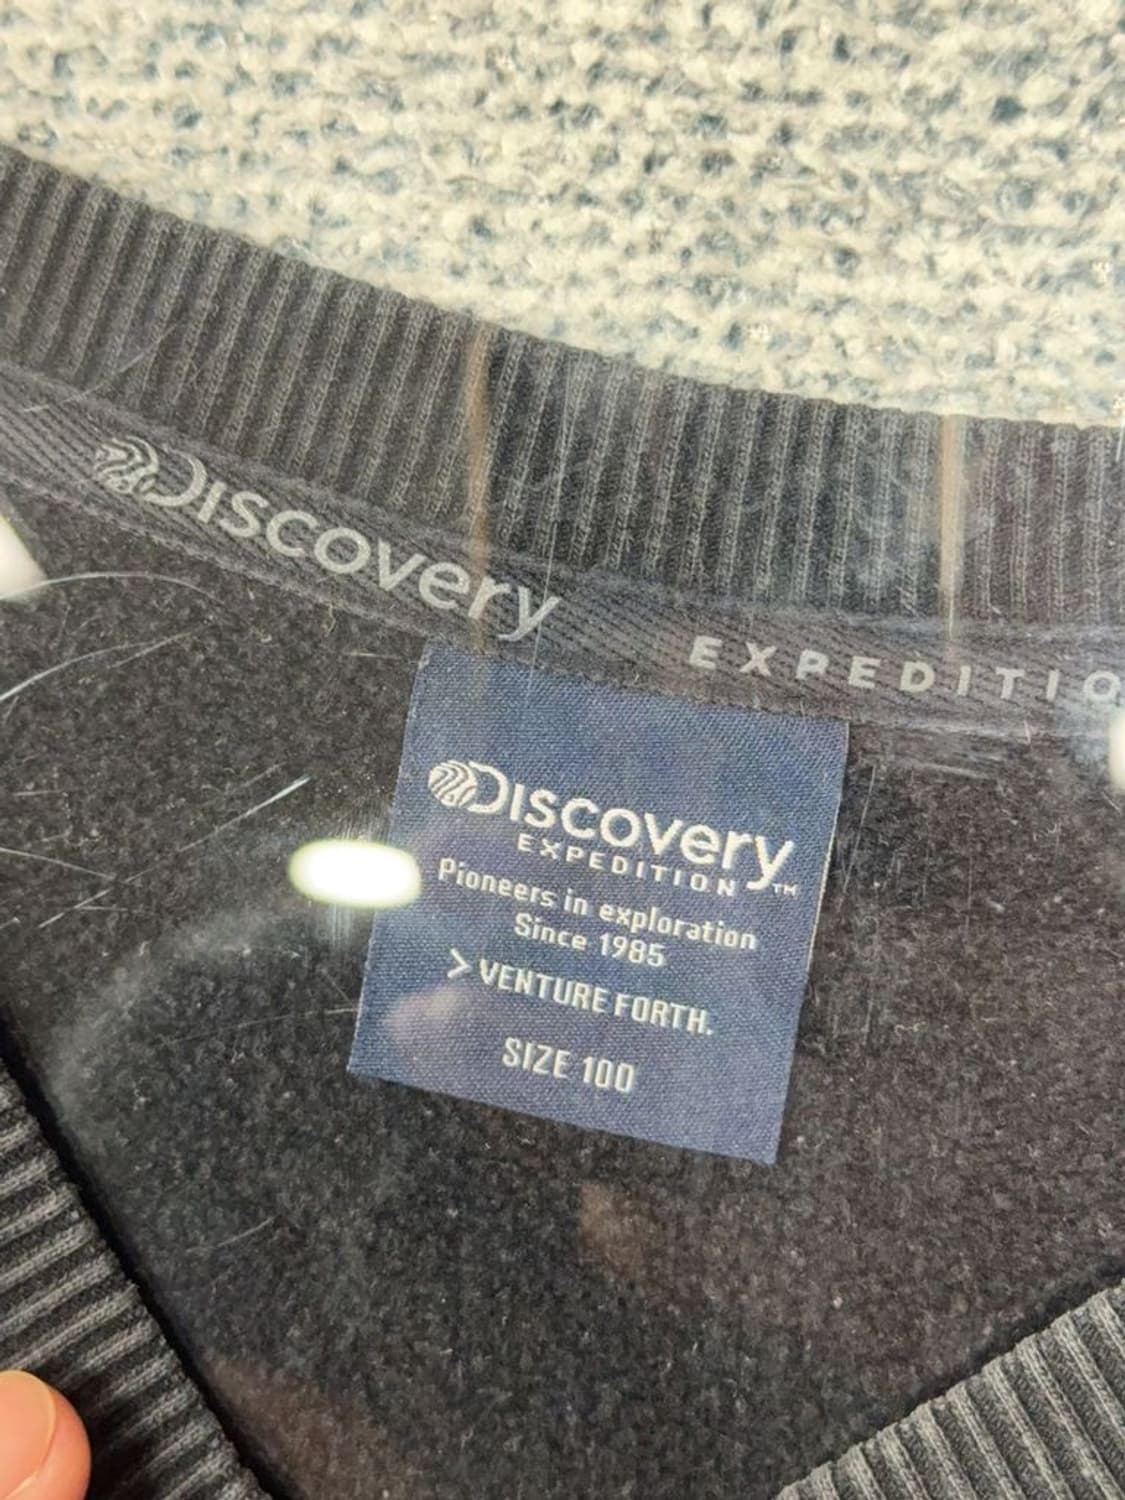 Discovery EXPEDITIO
Discovery
EXPEDITION™
Pioneers in exploration
Since 1985
> VENTURE FORTH.
SIZE 100